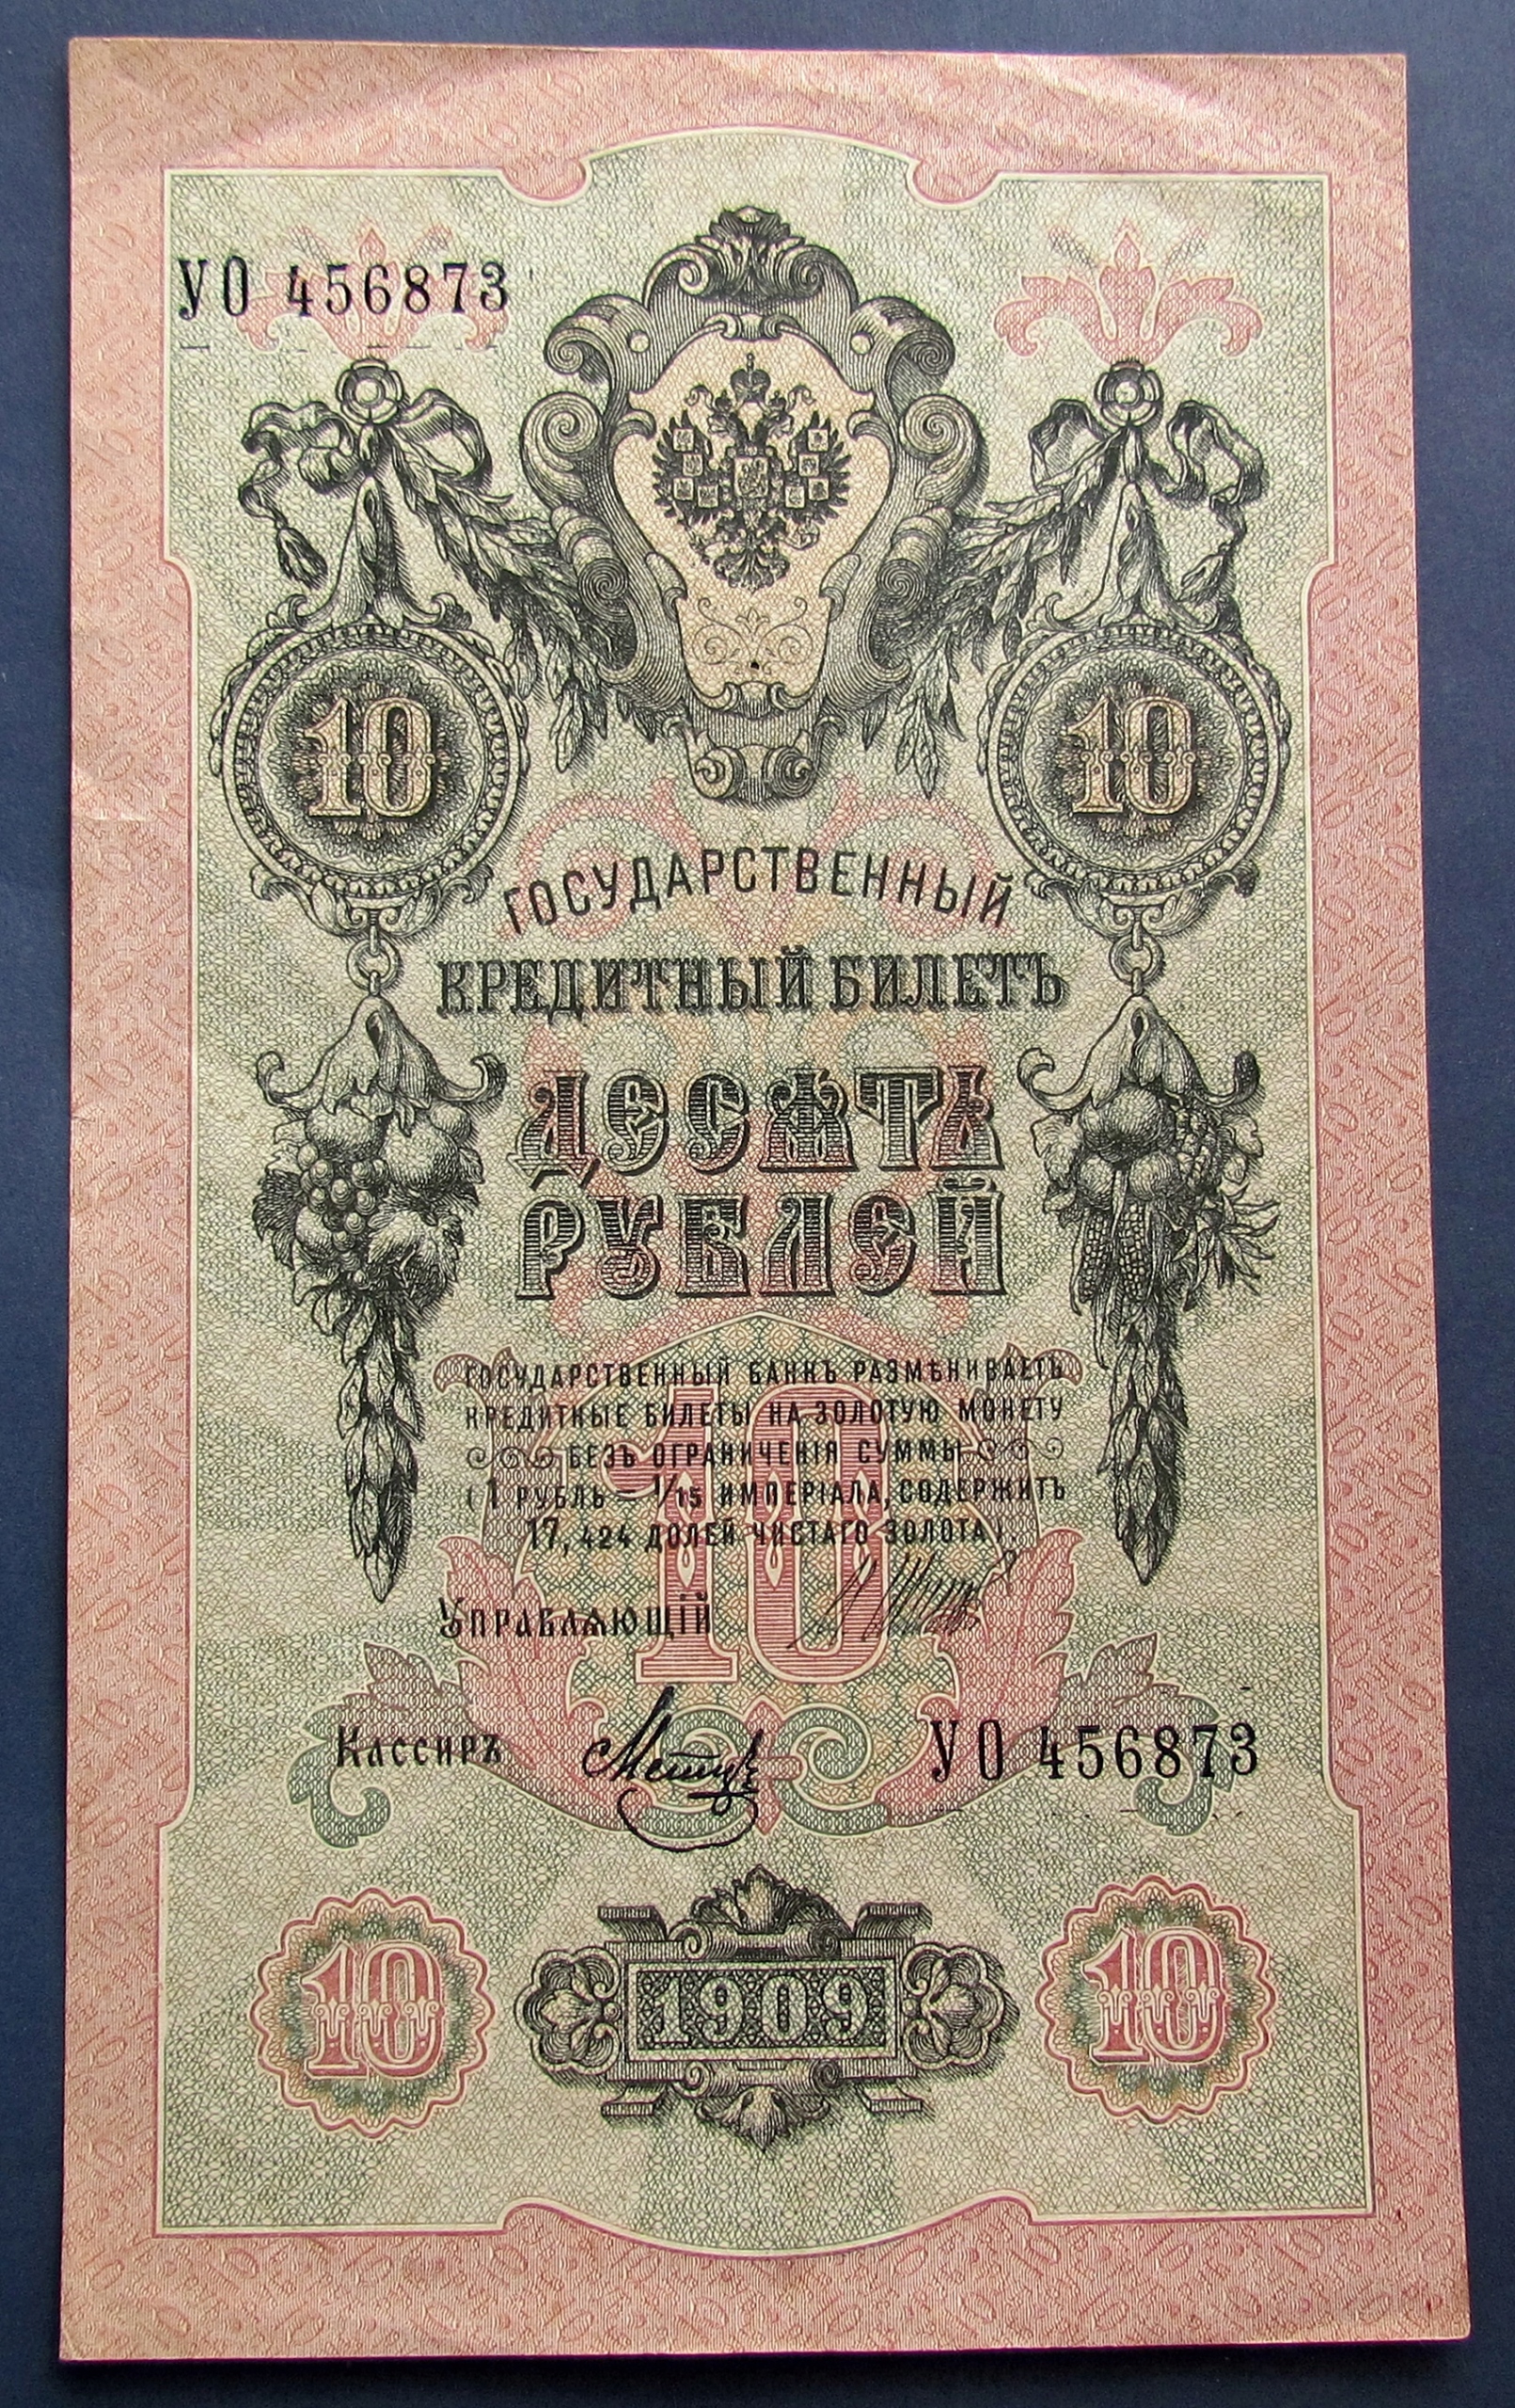 УО 456873
10 10
ГОСУДАРСТВЕННЫЙ
КРЕДИТНЫЙ БИЛЕТЪ
ДЕСЯТЬ
РУБЛЕЙ
ГОСУДАРСТВЕННЫЙ БАНКЪ РАЗМѢНИВАЕТЪ
КРЕДИТНЫЕ БИЛЕТЫ НА ЗОЛОТУЮ МОНЕТУ
БЕЗЪ ОГРАНИЧЕНІЯ СУММЫ
(1 РУБЛЬ = 1/15 ИМПЕРІАЛА, СОДЕРЖИТЪ
17,424 ДОЛЕЙ ЧИСТАГО ЗОЛОТА).
10
УПРАВЛЯЮЩІЙ
КАССИРЪ
УО 456873
10 1909 10